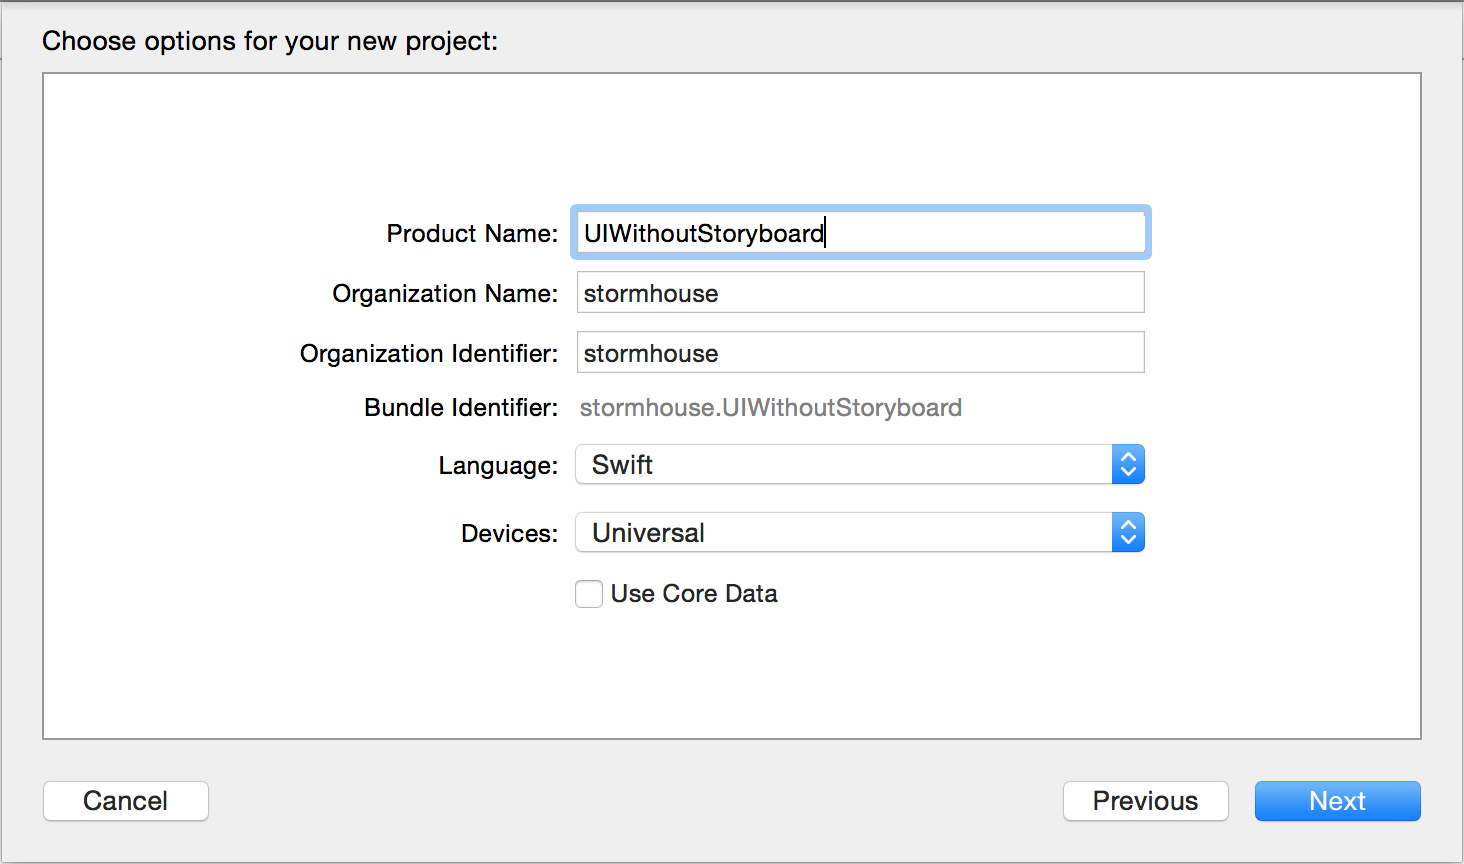 Choose options for your new project:
Product Name: UIWithoutStoryboard
Organization Name: stormhouse
Organization Identifier: stormhouse
Bundle Identifier: stormhouse.UIWithoutStoryboard
Language: Swift
Devices: Universal
Use Core Data
Cancel Previous Next